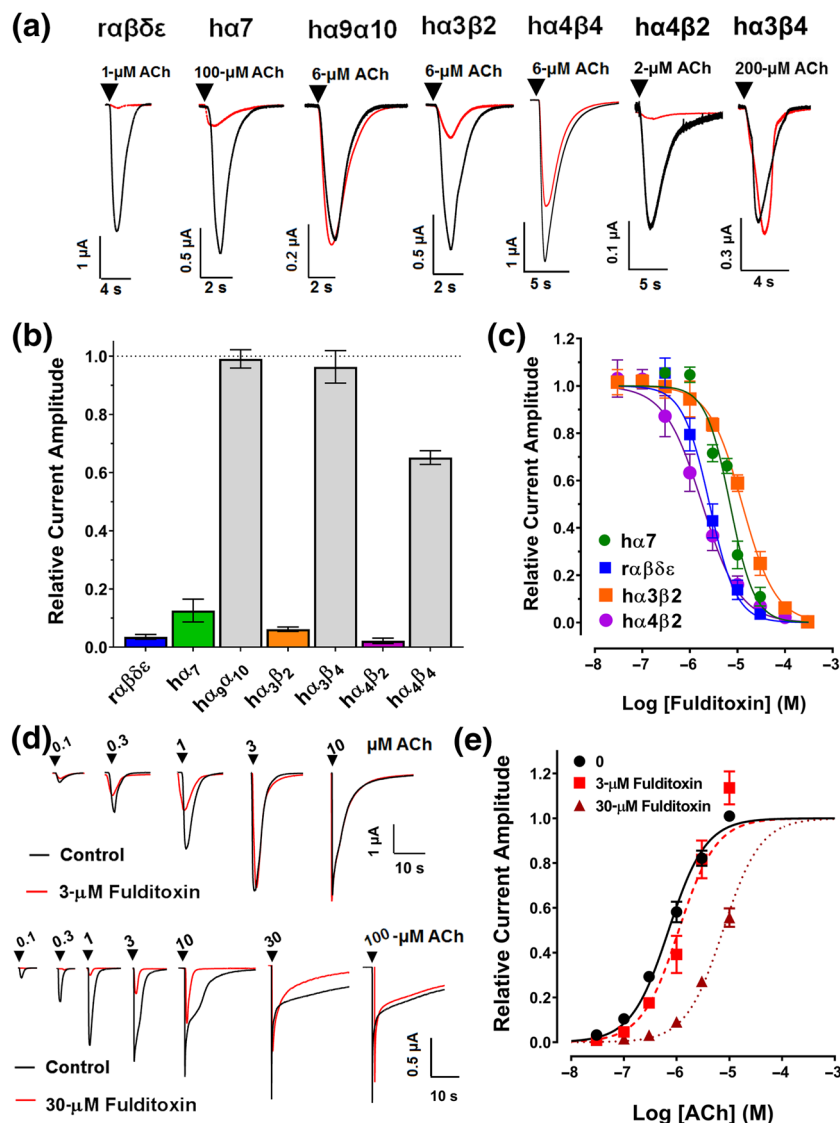 (a)
rαβδε hα7 hα9α10 hα3β2 hα4β4 hα4β2 hα3β4
1-µM ACh 100-µM ACh 6-µM ACh 6-µM ACh 6-µM ACh 2-µM ACh 200-µM ACh
1 µA 0.5 µA 0.2 µA 0.5 µA 1 µA 0.1 µA 0.3 µA
4 s 2 s 2 s 2 s 5 s 5 s 4 s
(b)
Relative Current Amplitude
1.0
0.8
0.6
0.4
0.2
0.0
rαβδε hα7 hα9α10 hα3β2 hα3β4 hα4β2 hα4β4
(c)
Relative Current Amplitude
1.2
1.0
0.8
0.6
0.4
0.2
0.0
hα7
rαβδε
hα3β2
hα4β2
−8 −7 −6 −5 −4 −3
Log [Fulditoxin] (M)
(d)
0.1 0.3 1 3 10 µM ACh
1 µA
10 s
Control
3-µM Fulditoxin
0.1 0.3 1 3 10 30 100-µM ACh
Control
30-µM Fulditoxin
0.5 µA
10 s
(e)
Relative Current Amplitude
0
3-µM Fulditoxin
30-µM Fulditoxin
1.2
1.0
0.8
0.6
0.4
0.2
0.0
−8 −7 −6 −5 −4 −3
Log [ACh] (M)